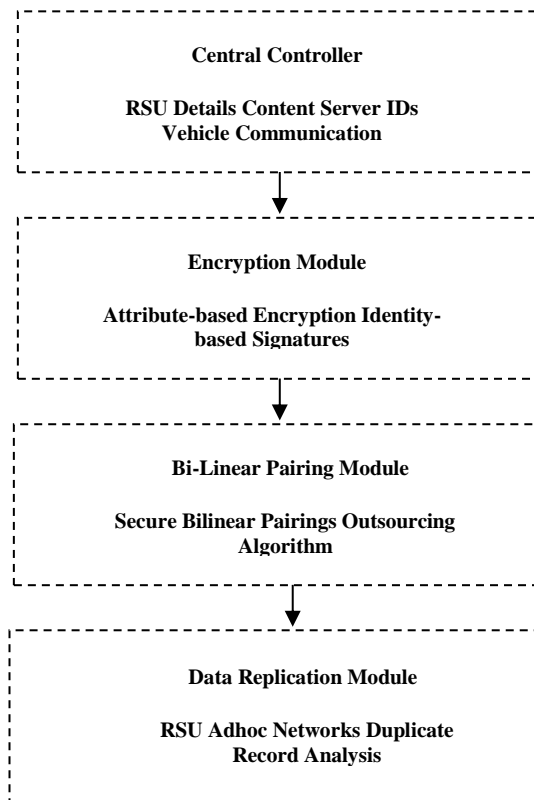 Central Controller
RSU Details Content Server IDs
Vehicle Communication
Encryption Module
Attribute-based Encryption Identity-
based Signatures
Bi-Linear Pairing Module
Secure Bilinear Pairings Outsourcing
Algorithm
Data Replication Module
RSU Adhoc Networks Duplicate
Record Analysis